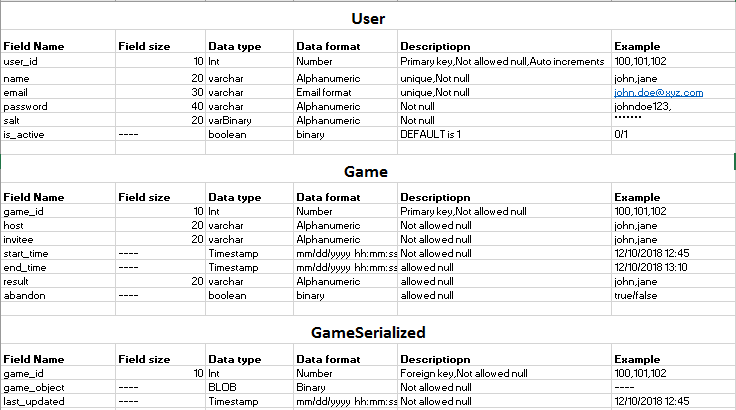 User
Field Name Field size Data type Data format Descriptiopn Example
user_id 10 Int Number Primary key,Not allowed null,Auto increments 100,101,102
name 20 varchar Alphanumeric unique,Not null john,jane
email 30 varchar Email format unique,Not null john.doe@xyz.com
password 40 varchar Alphanumeric Not null johndoe123,
salt 20 varBinary Alphanumeric Not null *******
is_active ---- boolean binary DEFAULT is 1 0/1
Game
Field Name Field size Data type Data format Descriptiopn Example
game_id 10 Int Number Primary key,Not allowed null 100,101,102
host 20 varchar Alphanumeric Not allowed null john,jane
invitee 20 varchar Alphanumeric Not allowed null john,jane
start_time ---- Timestamp mm/dd/yyyy hh:mm:ss Not allowed null 12/10/2018 12:45
end_time ---- Timestamp mm/dd/yyyy hh:mm:ss allowed null 12/10/2018 13:10
result 20 varchar Alphanumeric allowed null john,jane
abandon ---- boolean binary allowed null true/false
GameSerialized
Field Name Field size Data type Data format Descriptiopn Example
game_id 10 Int Number Foreign key,Not allowed null 100,101,102
game_object ---- BLOB Binary Not allowed null ----
last_updated ---- Timestamp mm/dd/yyyy hh:mm:ss Not allowed null 12/10/2018 12:45